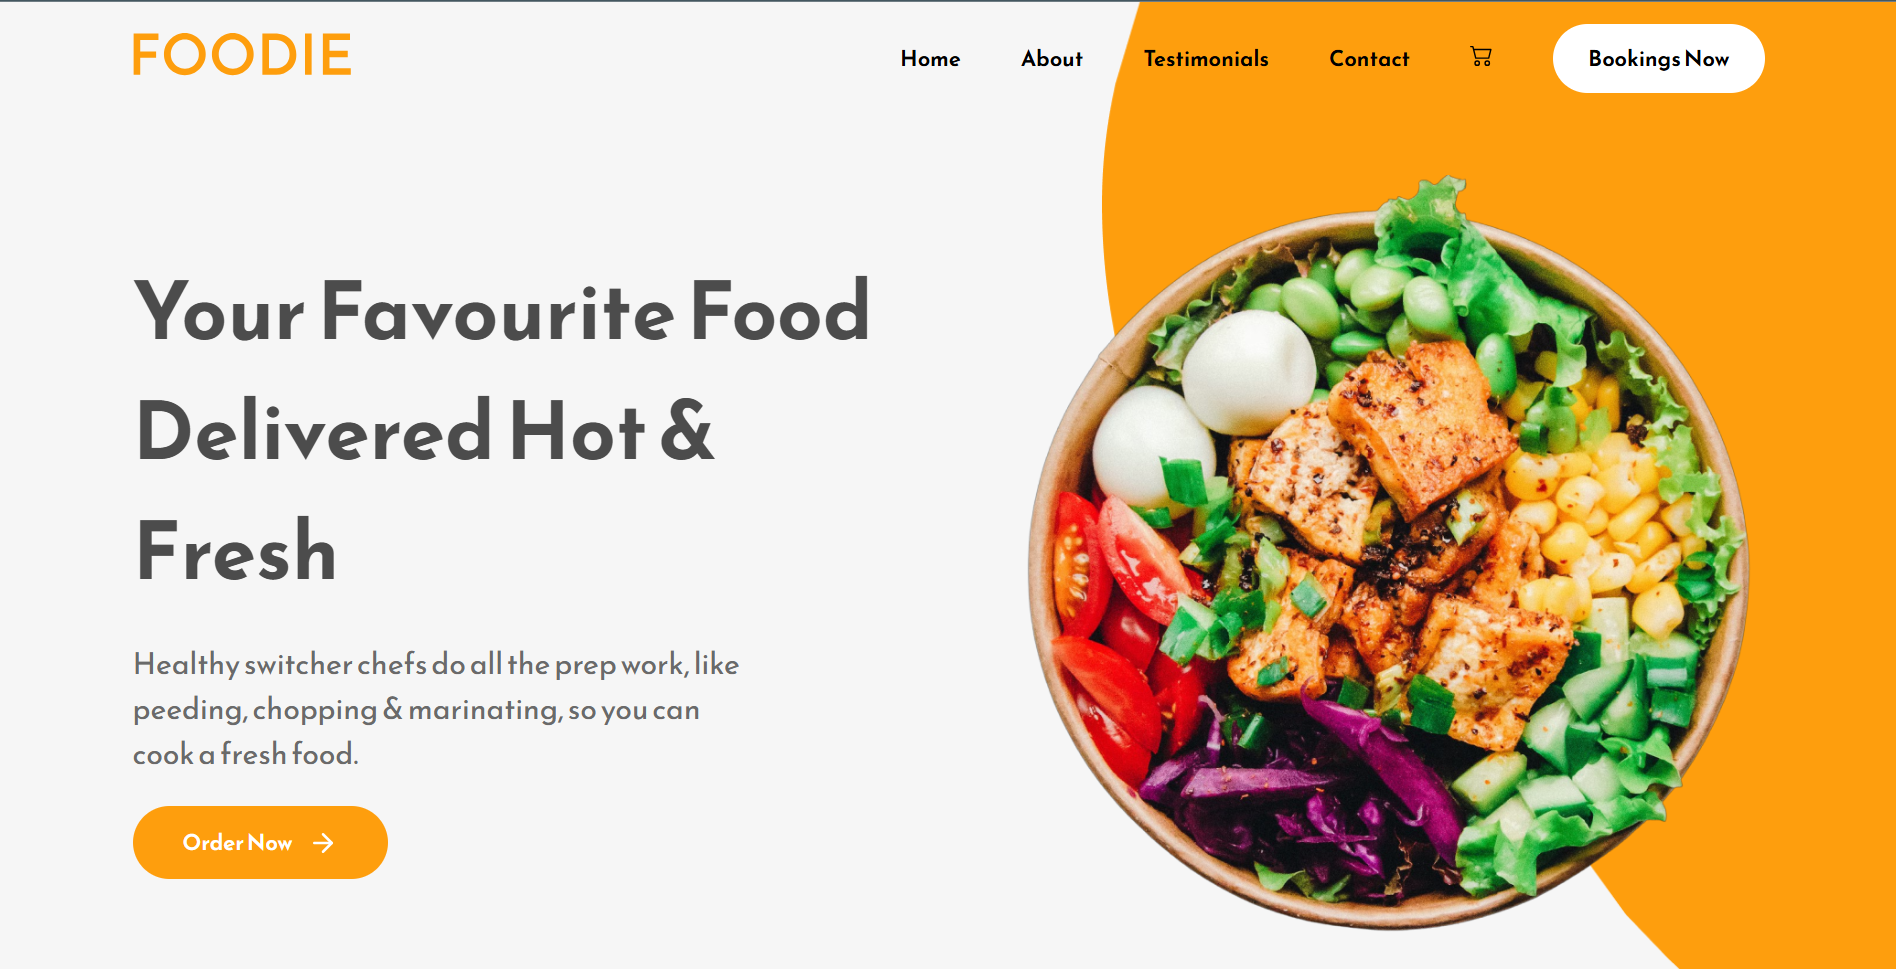 FOODIE
Home About Testimonials Contact Bookings Now
Your Favourite Food
Delivered Hot &
Fresh
Healthy switcher chefs do all the prep work, like
peeding, chopping & marinating, so you can
cook a fresh food.
Order Now